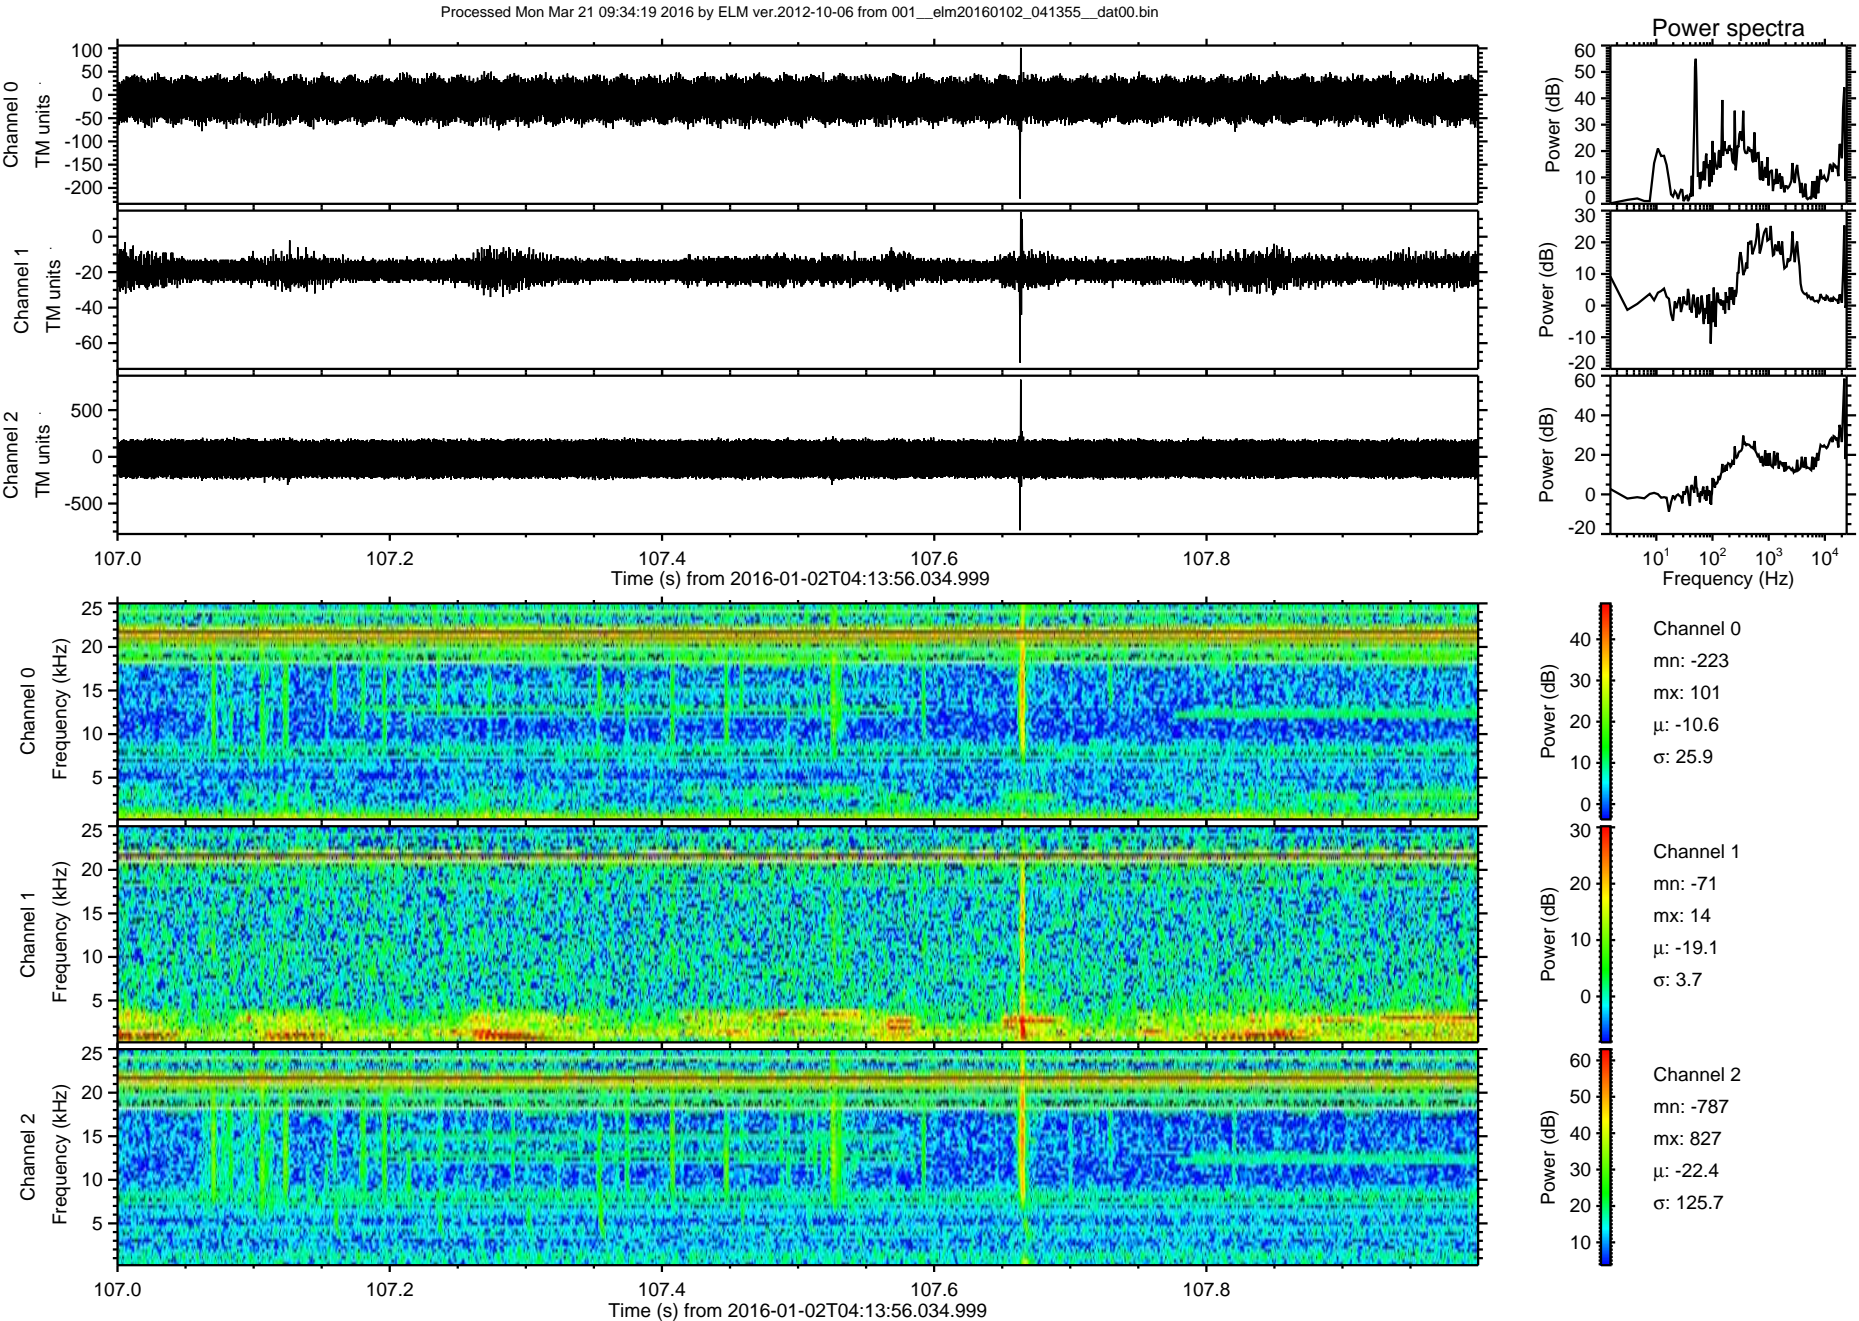 Processed Mon Mar 21 09:34:19 2016 by ELM ver.2012-10-06 from 001__elm20160102_041355__dat00.bin
Power spectra
Channel 0
TM units
100
50
0
-50
-100
-150
-200
Power (dB)
60
50
40
30
20
10
0
Channel 1
TM units
0
-20
-40
-60
Power (dB)
30
20
10
0
-10
-20
Channel 2
TM units
500
0
-500
Power (dB)
60
40
20
0
-20
107.0 107.2 107.4 107.6 107.8
Time (s) from 2016-01-02T04:13:56.034.999
10^1 10^2 10^3 10^4
Frequency (Hz)
Channel 0
Frequency (kHz)
25
20
15
10
5
Power (dB)
40
30
20
10
0
Channel 0
mn: -223
mx: 101
μ: -10.6
σ: 25.9
Channel 1
Frequency (kHz)
25
20
15
10
5
Power (dB)
30
20
10
0
Channel 1
mn: -71
mx: 14
μ: -19.1
σ: 3.7
Channel 2
Frequency (kHz)
25
20
15
10
5
Power (dB)
60
50
40
30
20
10
Channel 2
mn: -787
mx: 827
μ: -22.4
σ: 125.7
107.0 107.2 107.4 107.6 107.8
Time (s) from 2016-01-02T04:13:56.034.999